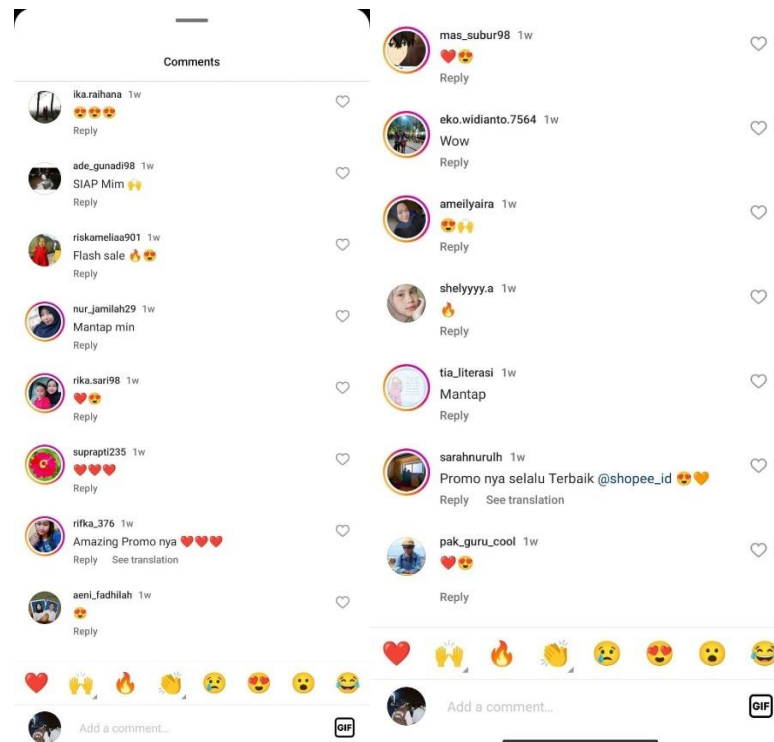 Comments
ika.raihana 1w
😍😍😍
Reply
ade_gunadi98 1w
SIAP Mim 🙌
Reply
riskameliaa901 1w
Flash sale 🔥😍
Reply
nur_jamilah29 1w
Mantap min
Reply
rika.sari98 1w
❤️😍
Reply
suprapti235 1w
❤️❤️❤️
Reply
rifka_376 1w
Amazing Promo nya ❤️❤️❤️
Reply See translation
aeni_fadhilah 1w
😍
Reply
Add a comment...
GIF
mas_subur98 1w
❤️😍
Reply
eko.widianto.7564 1w
Wow
Reply
ameilyaira 1w
😍🙌
Reply
shelyyyy.a 1w
🔥
Reply
tia_literasi 1w
Mantap
Reply
sarahnurulh 1w
Promo nya selalu Terbaik @shopee_id 😍🧡
Reply See translation
pak_guru_cool 1w
❤️😍
Reply
Add a comment...
GIF